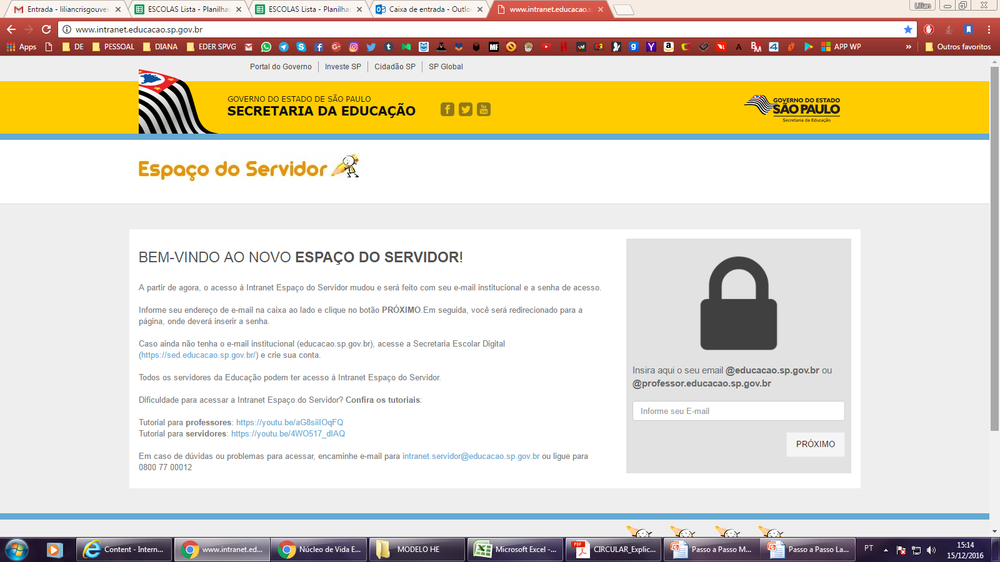 Entrada - liliancrisgouvei
ESCOLAS Lista - Planilhas
ESCOLAS Lista - Planilhas
Caixa de entrada - Outlo
www.intranet.educacao.s
Lilian
www.intranet.educacao.sp.gov.br
Apps
DE
PESSOAL
DIANA
EDER SPVG
APP WP
»
Outros favoritos
Portal do Governo
Investe SP
Cidadão SP
SP Global
GOVERNO DO ESTADO DE SÃO PAULO
SECRETARIA DA EDUCAÇÃO
GOVERNO DO ESTADO
SÃO PAULO
Secretaria da Educação
Espaço do Servidor
BEM-VINDO AO NOVO ESPAÇO DO SERVIDOR!
A partir de agora, o acesso à Intranet Espaço do Servidor mudou e será feito com seu e-mail institucional e a senha de acesso.
Informe seu endereço de e-mail na caixa ao lado e clique no botão PRÓXIMO.Em seguida, você será redirecionado para a
página, onde deverá inserir a senha.
Caso ainda não tenha o e-mail institucional (educacao.sp.gov.br), acesse a Secretaria Escolar Digital
(https://sed.educacao.sp.gov.br/) e crie sua conta.
Todos os servidores da Educação podem ter acesso à Intranet Espaço do Servidor.
Dificuldade para acessar a Intranet Espaço do Servidor? Confira os tutoriais:
Tutorial para professores: https://youtu.be/aG8siiIOqFQ
Tutorial para servidores: https://youtu.be/4WO517_dIAQ
Em caso de dúvidas ou problemas para acessar, encaminhe e-mail para intranet.servidor@educacao.sp.gov.br ou ligue para
0800 77 00012
Insira aqui o seu email @educacao.sp.gov.br ou
@professor.educacao.sp.gov.br
Informe seu E-mail
PRÓXIMO
Content - Intern...
www.intranet.ed...
Núcleo de Vida E...
MODELO HE
Microsoft Excel -...
CIRCULAR_Explic...
Passo a Passo M...
Passo a Passo La...
PT
15:14
15/12/2016